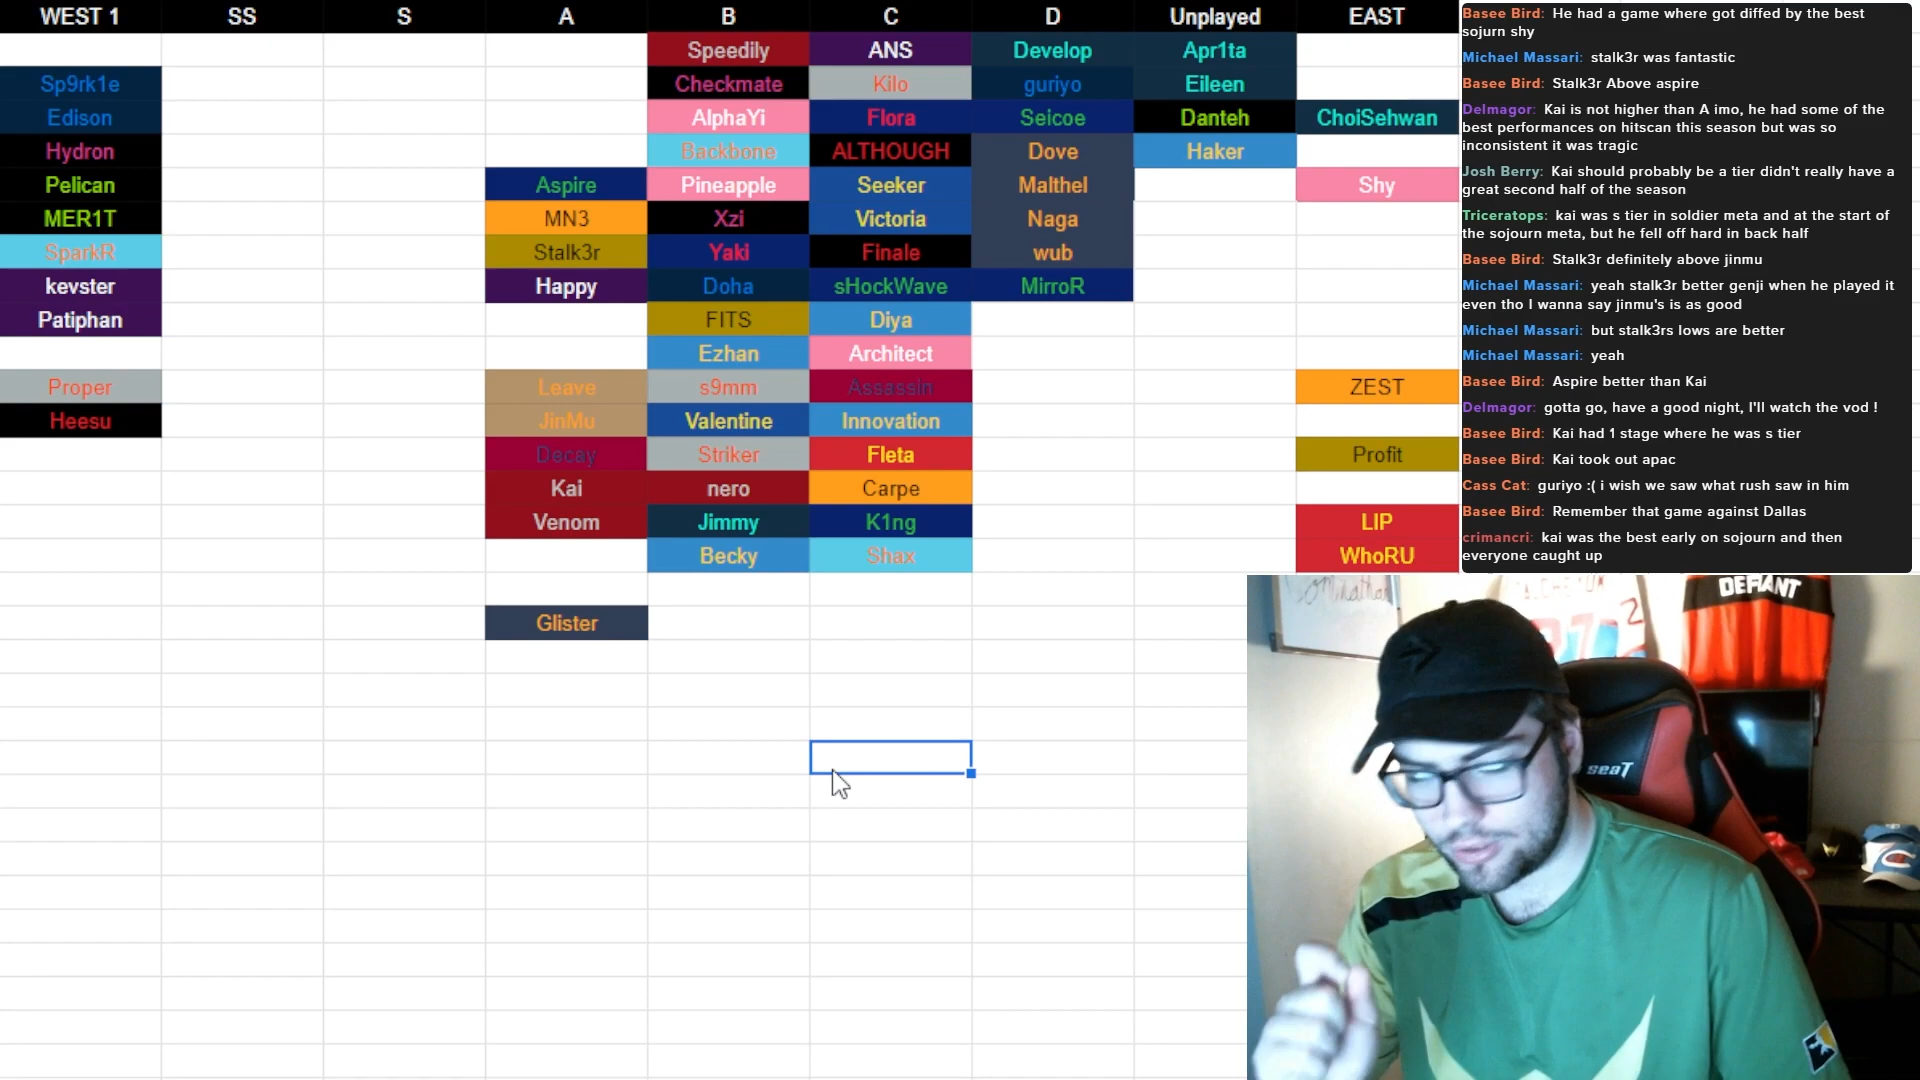 WEST 1 SS S A B C D Unplayed EAST
Speedily ANS Develop Apr1ta
Sp9rk1e Checkmate Kilo guriyo Eileen
Edison AlphaYi Flora Seicoe Danteh ChoiSehwan
Hydron Backbone ALTHOUGH Dove Haker
Pelican Aspire Pineapple Seeker Malthel Shy
MER1T MN3 Xzi Victoria Naga
SparkR Stalk3r Yaki Finale wub
kevster Happy Doha sHockWave MirroR
Patiphan FITS Diya
Ezhan Architect
Proper Leave s9mm Assassin ZEST
Heesu JinMu Valentine Innovation
Decay Striker Fleta Profit
Kai nero Carpe
Venom Jimmy K1ng LIP
Becky Shax WhoRU
Glister
Basee Bird: He had a game where got diffed by the best
sojurn shy
Michael Massari: stalk3r was fantastic
Basee Bird: Stalk3r Above aspire
Delmagor: Kai is not higher than A imo, he had some of the
best performances on hitscan this season but was so
inconsistent it was tragic
Josh Berry: Kai should probably be a tier didn't really have a
great second half of the season
Triceratops: kai was s tier in soldier meta and at the start of
the sojourn meta, but he fell off hard in back half
Basee Bird: Stalk3r definitely above jinmu
Michael Massari: yeah stalk3r better genji when he played it
even tho I wanna say jinmu's is as good
Michael Massari: but stalk3rs lows are better
Michael Massari: yeah
Basee Bird: Aspire better than Kai
Delmagor: gotta go, have a good night, I'll watch the vod !
Basee Bird: Kai had 1 stage where he was s tier
Basee Bird: Kai took out apac
Cass Cat: guriyo :( i wish we saw what rush saw in him
Basee Bird: Remember that game against Dallas
crimancri: kai was the best early on sojourn and then
everyone caught up
DEFIANT
seaT